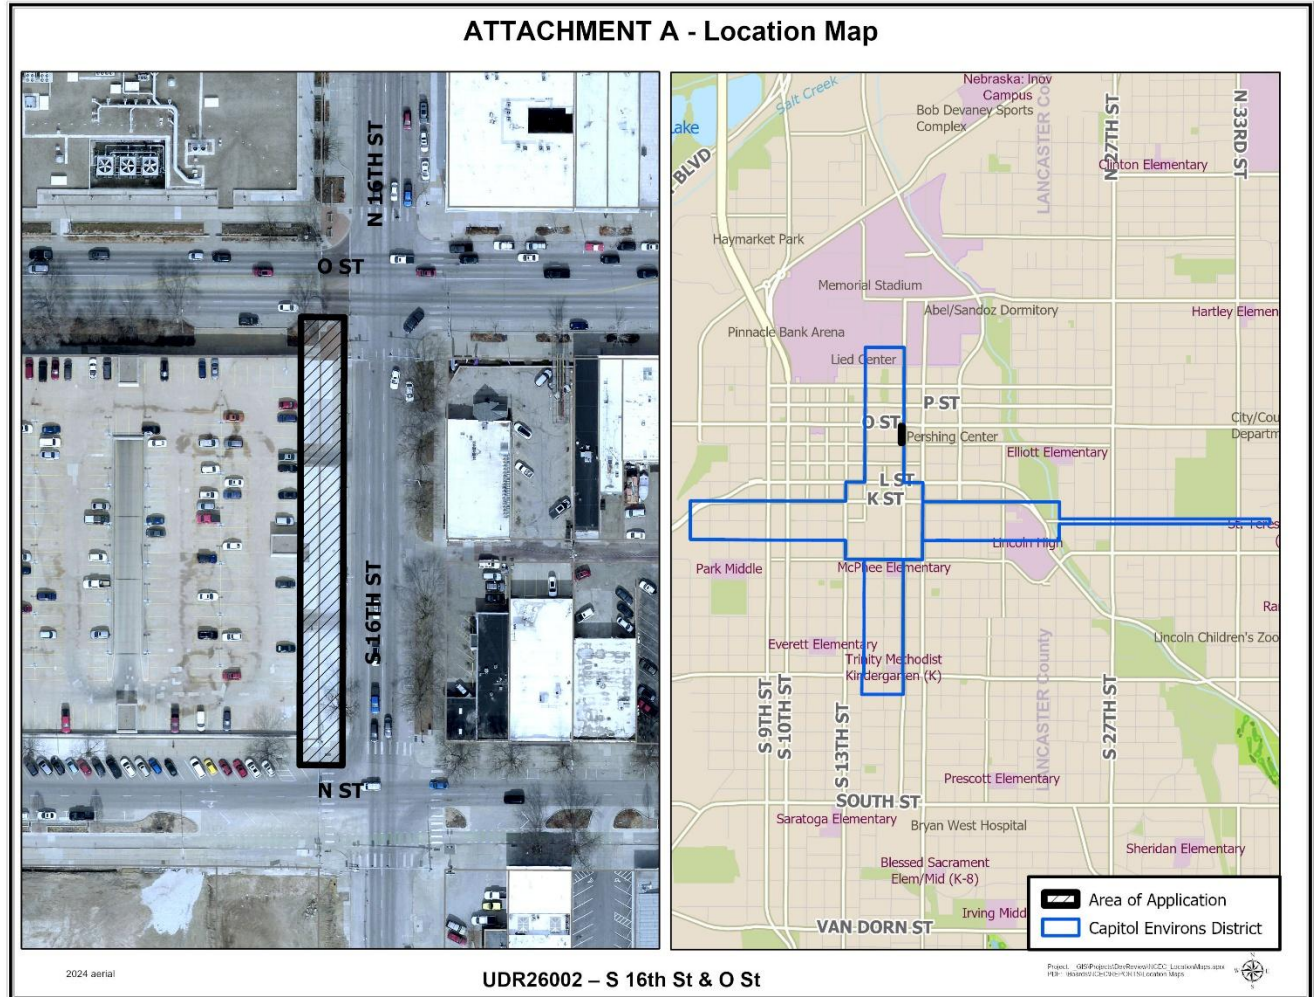 ATTACHMENT A - Location Map
N 16TH ST
O ST
S 16TH ST
N ST
Nebraska: Inov
Campus
Salt Creek
Bob Devaney Sports
Complex
Lake
BLVD
LANCASTER Cou
N 27TH ST
N 33RD ST
Clinton Elementary
Haymarket Park
Memorial Stadium
Abel/Sandoz Dormitory
Hartley Elemen
Pinnacle Bank Arena
Lied Center
P ST
O ST
Pershing Center
City/Cou
Departm
Elliott Elementary
L ST
K ST
Lincoln High
Park Middle
McPhee Elementary
Everett Elementary
Trinity Methodist
Kindergarten (K)
Lincoln Children's Zoo
S 9TH ST
S 10TH ST
S 13TH ST
LANCASTER County
S 27TH ST
Prescott Elementary
SOUTH ST
Saratoga Elementary
Bryan West Hospital
Sheridan Elementary
Blessed Sacrament
Elem/Mid (K-8)
Irving Midd
VAN DORN ST
Area of Application
Capitol Environs District
2024 aerial
UDR26002 – S 16th St & O St
N
W
E
S